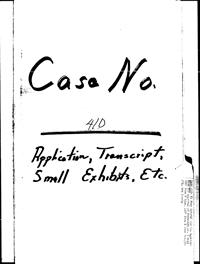 Case No.
410
Application, Transcript,
Small Exhibits, Etc.